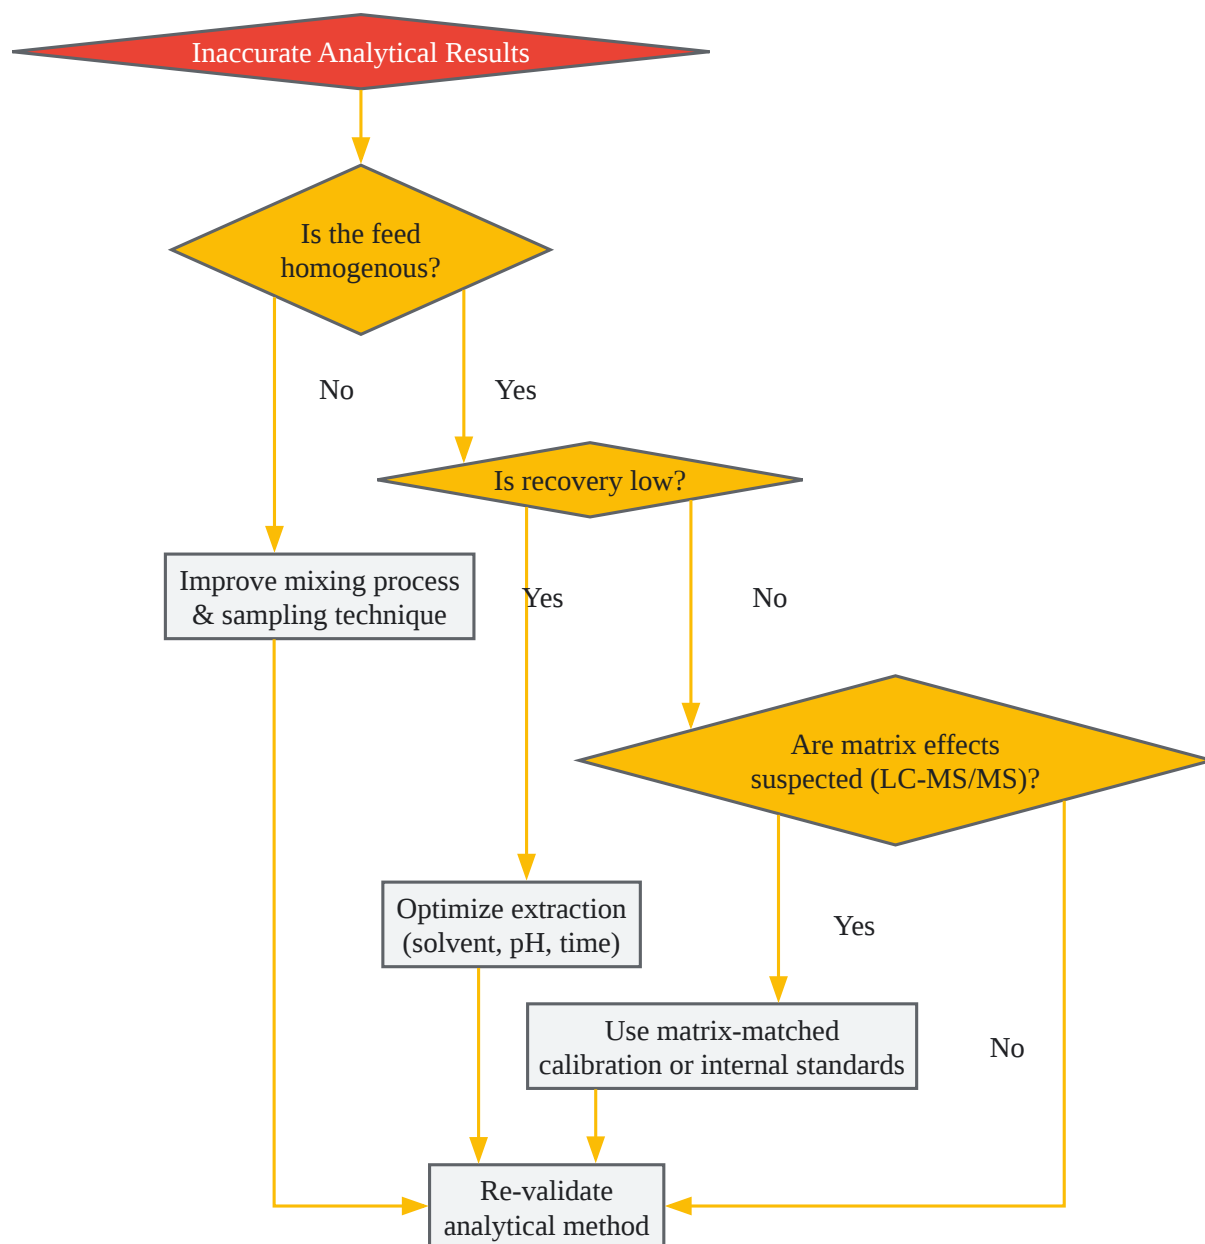 Inaccurate Analytical Results
Is the feed
homogenous?
No
Yes
Is recovery low?
Improve mixing process
& sampling technique
Yes
No
Are matrix effects
suspected (LC-MS/MS)?
Optimize extraction
(solvent, pH, time)
Yes
Use matrix-matched
calibration or internal standards
No
Re-validate
analytical method